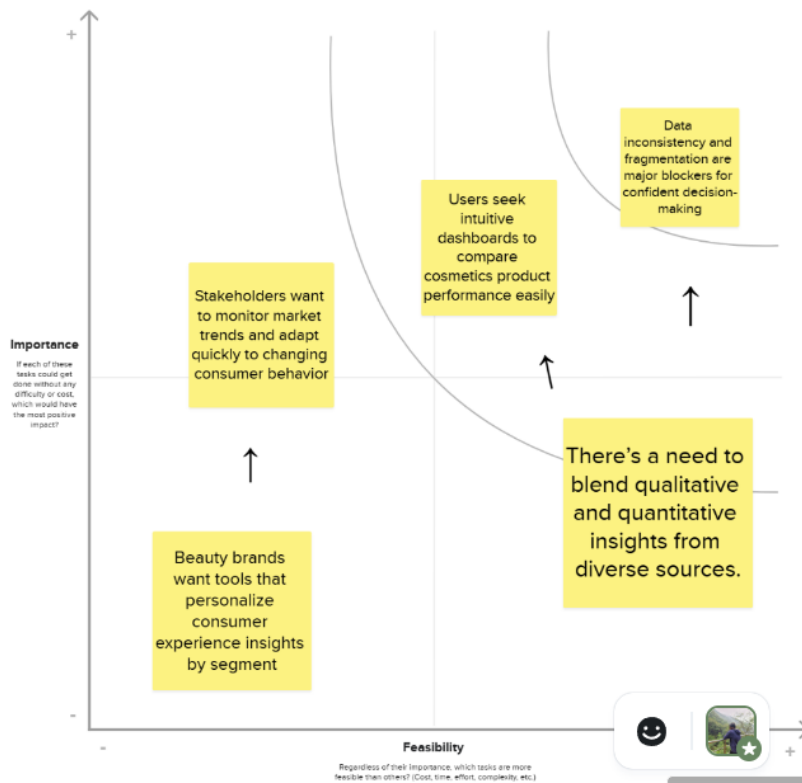 +
Data
inconsistency and
fragmentation are
major blockers for
confident decision-
making
Users seek
intuitive
dashboards to
compare
cosmetics product
performance easily
Stakeholders want
to monitor market
trends and adapt
quickly to changing
consumer behavior
Importance
If each of these
tasks could get
done without any
difficulty or cost,
which would have
the most positive
impact?
There's a need to
blend qualitative
and quantitative
insights from
diverse sources.
Beauty brands
want tools that
personalize
consumer
experience insights
by segment
-
-
Feasibility
+
Regardless of their importance, which tasks are more
feasible than others? (Cost, time, effort, complexity, etc.)